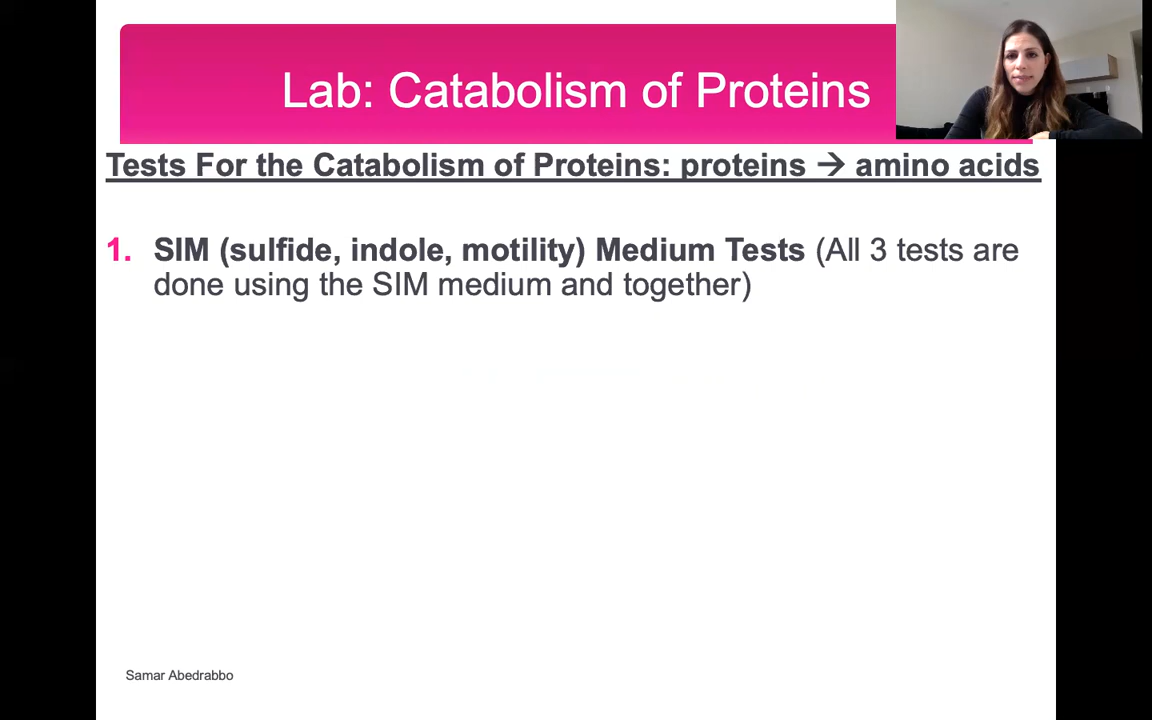 Lab: Catabolism of Proteins
Tests For the Catabolism of Proteins: proteins → amino acids
1. SIM (sulfide, indole, motility) Medium Tests (All 3 tests are
done using the SIM medium and together)
Samar Abedrabbo